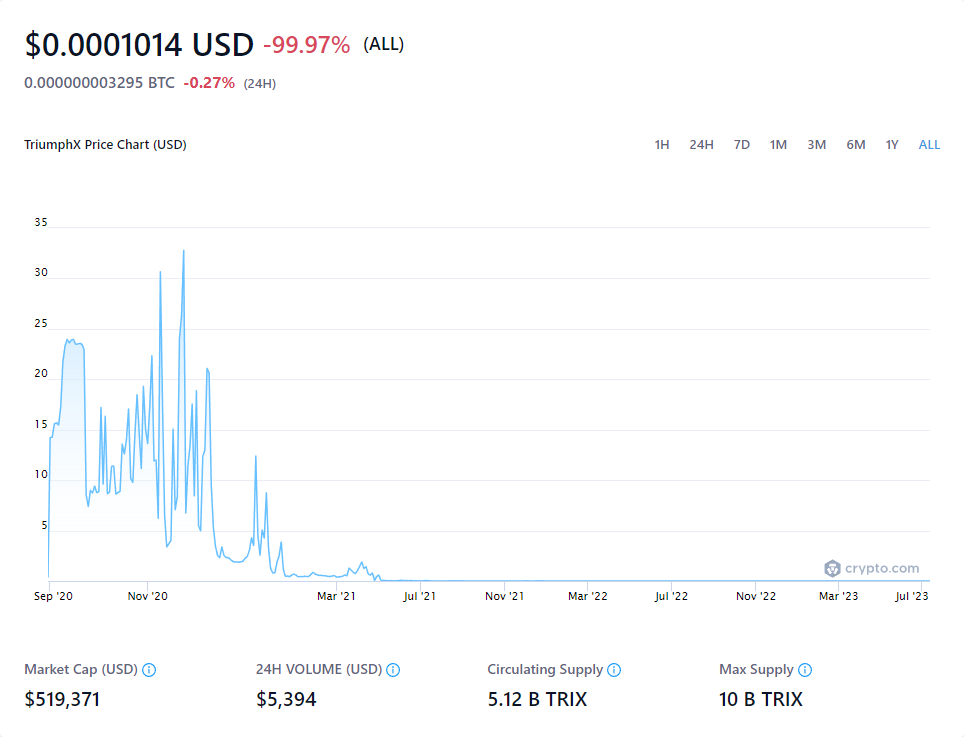 $0.0001014 USD -99.97% (ALL)
0.000000003295 BTC -0.27% (24H)
TriumphX Price Chart (USD) 1H 24H 7D 1M 3M 6M 1Y ALL
35
30
25
20
15
10
5
crypto.com
Sep '20 Nov '20 Mar '21 Jul '21 Nov '21 Mar '22 Jul '22 Nov '22 Mar '23 Jul '23
Market Cap (USD) 24H VOLUME (USD) Circulating Supply Max Supply
$519,371 $5,394 5.12 B TRIX 10 B TRIX